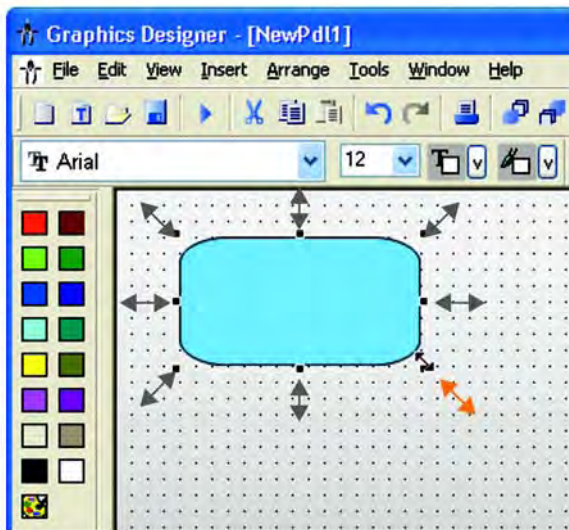 Graphics Designer - [NewPdl1]
File Edit View Insert Arrange Tools Window Help
Arial 12